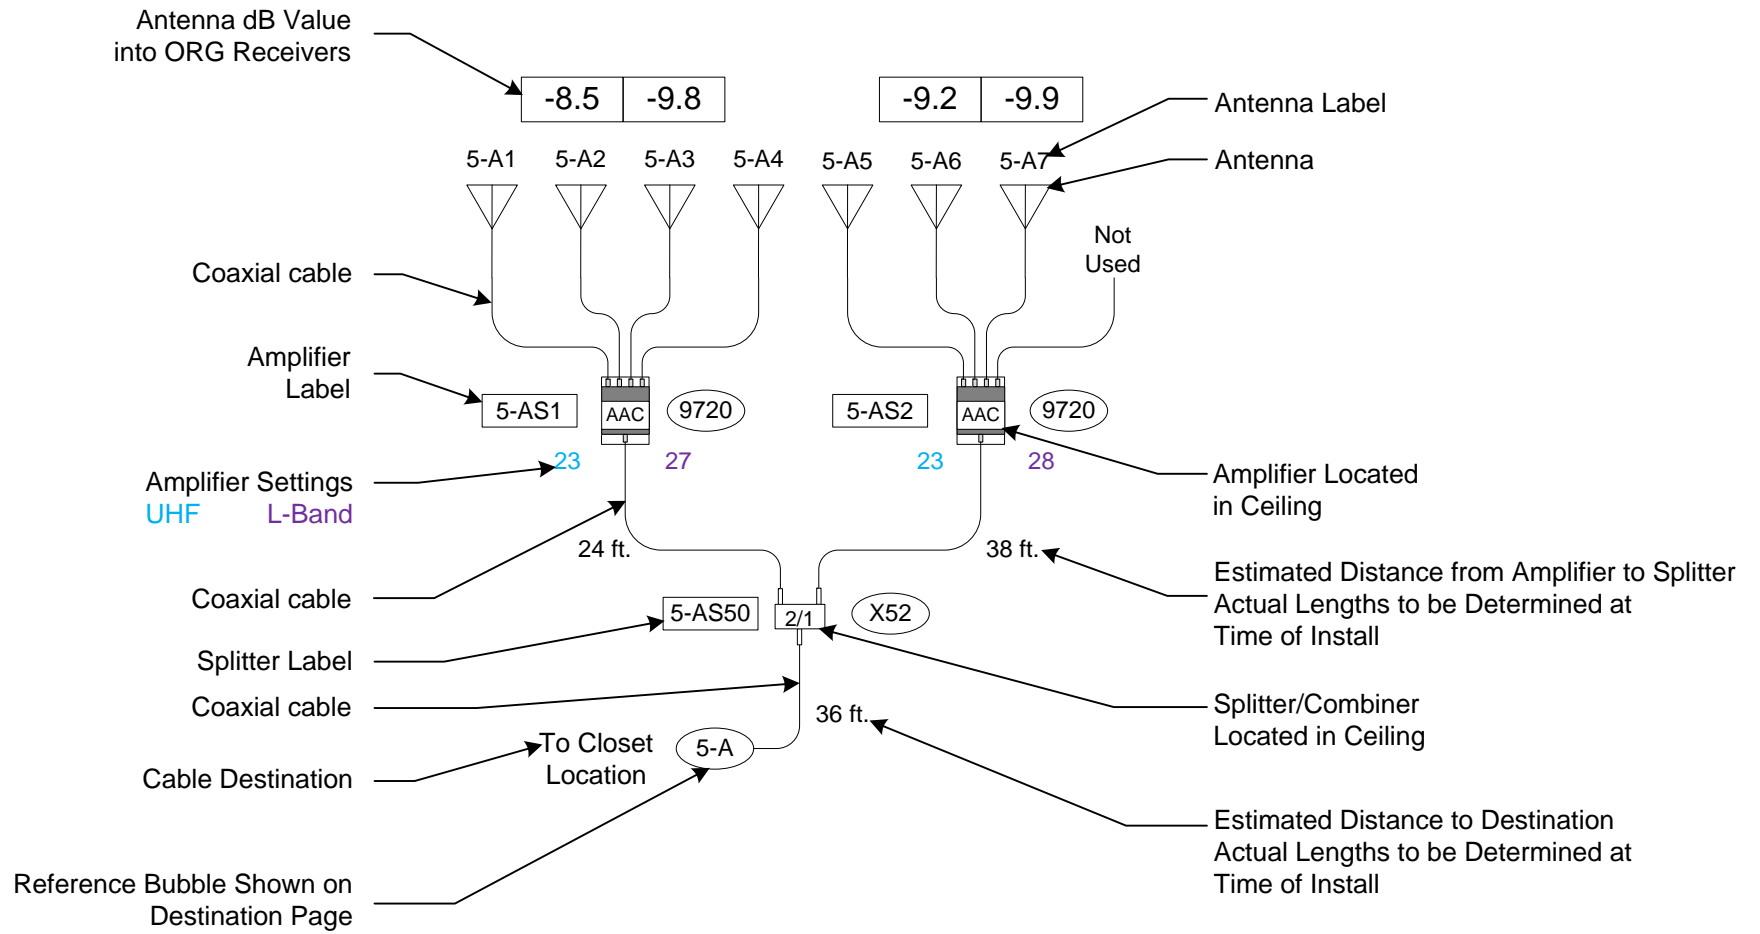 Antenna dB Value
into ORG Receivers
-8.5 -9.8
-9.2 -9.9
Antenna Label
5-A1 5-A2 5-A3 5-A4 5-A5 5-A6 5-A7
Antenna
Not
Used
Coaxial cable
Amplifier
Label
5-AS1
AAC
9720
5-AS2
AAC
9720
23 27
23 28
Amplifier Settings
UHF L-Band
Amplifier Located
in Ceiling
24 ft.
38 ft.
Estimated Distance from Amplifier to Splitter
Actual Lengths to be Determined at
Time of Install
Coaxial cable
5-AS50
2/1
X52
Splitter Label
Coaxial cable
Splitter/Combiner
Located in Ceiling
36 ft.
To Closet
Location
5-A
Cable Destination
Estimated Distance to Destination
Actual Lengths to be Determined at
Time of Install
Reference Bubble Shown on
Destination Page